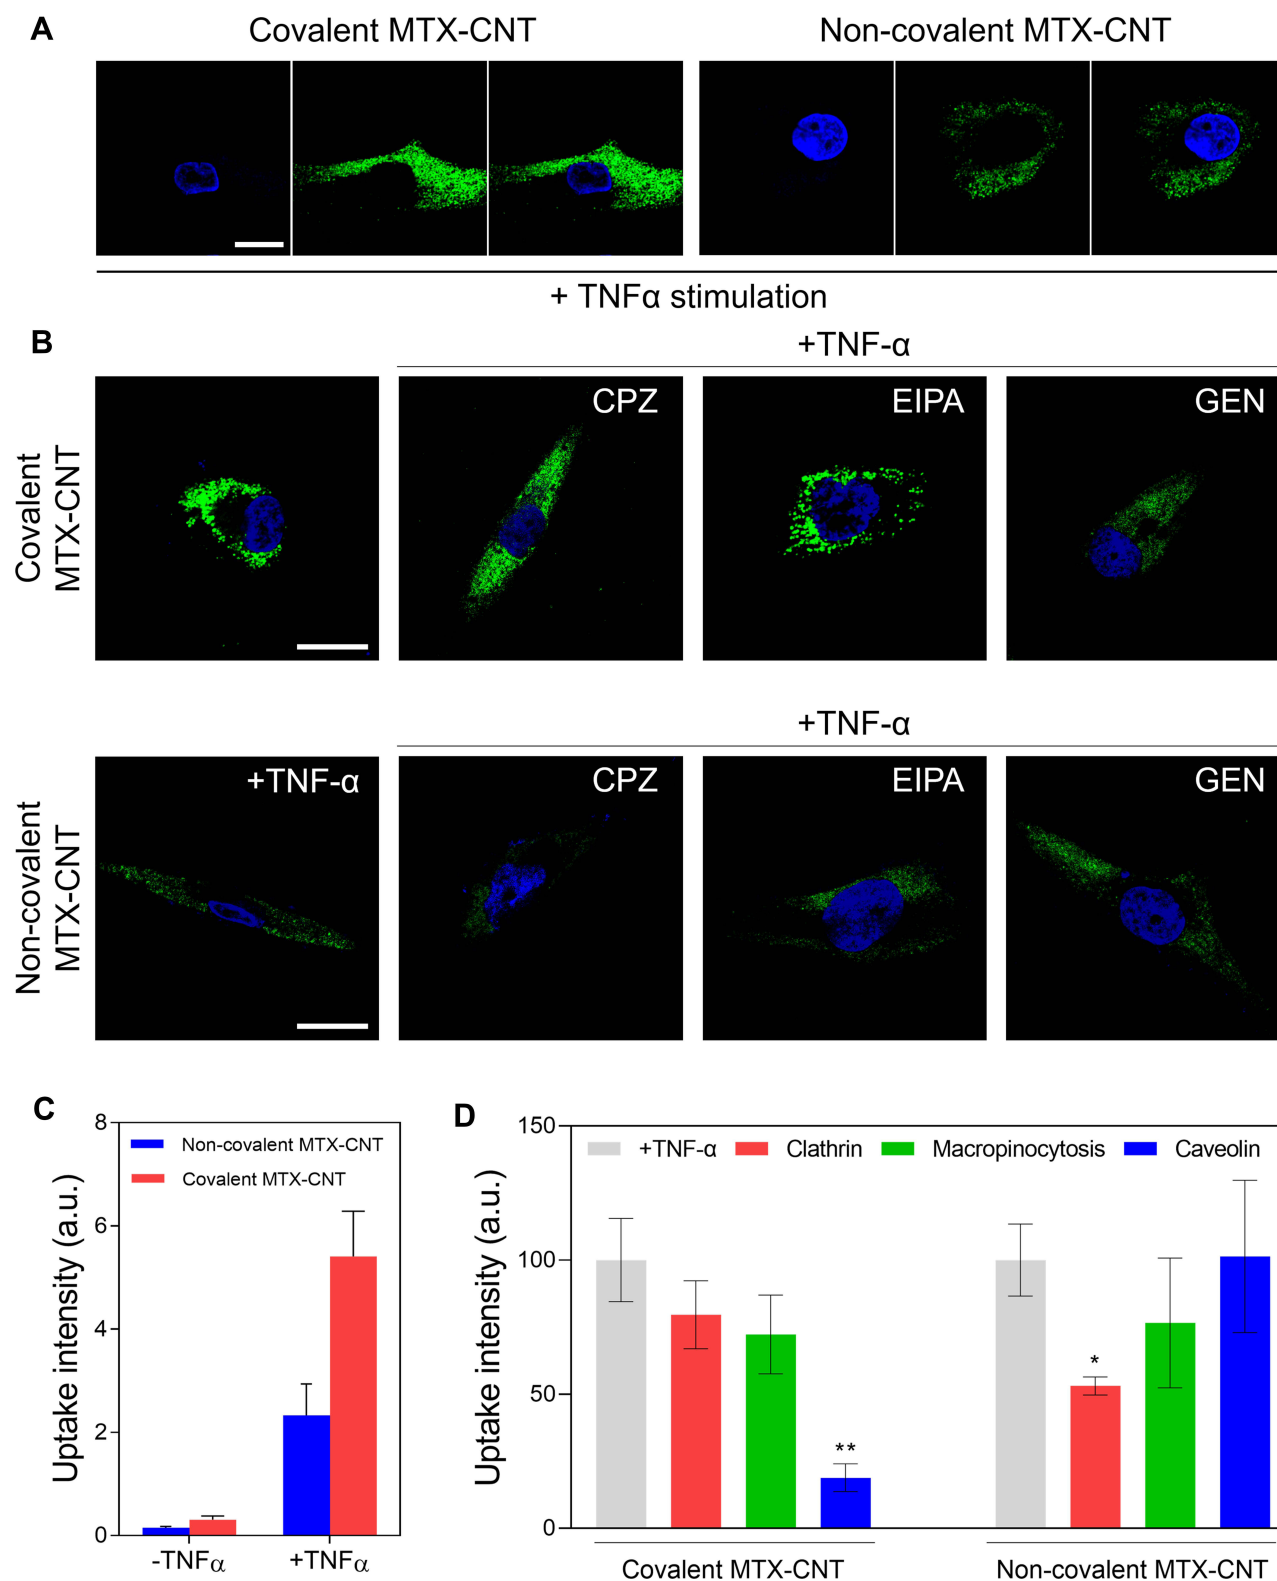 A
Covalent MTX-CNT
Non-covalent MTX-CNT
+ TNFα stimulation
B
+TNF-α
Covalent
MTX-CNT
CPZ
EIPA
GEN
+TNF-α
Non-covalent
MTX-CNT
+TNF-α
CPZ
EIPA
GEN
C
Uptake intensity (a.u.)
8
6
4
2
0
Non-covalent MTX-CNT
Covalent MTX-CNT
-TNFα
+TNFα
D
Uptake intensity (a.u.)
150
100
50
0
+TNF-α
Clathrin
Macropinocytosis
Caveolin
**
*
Covalent MTX-CNT
Non-covalent MTX-CNT